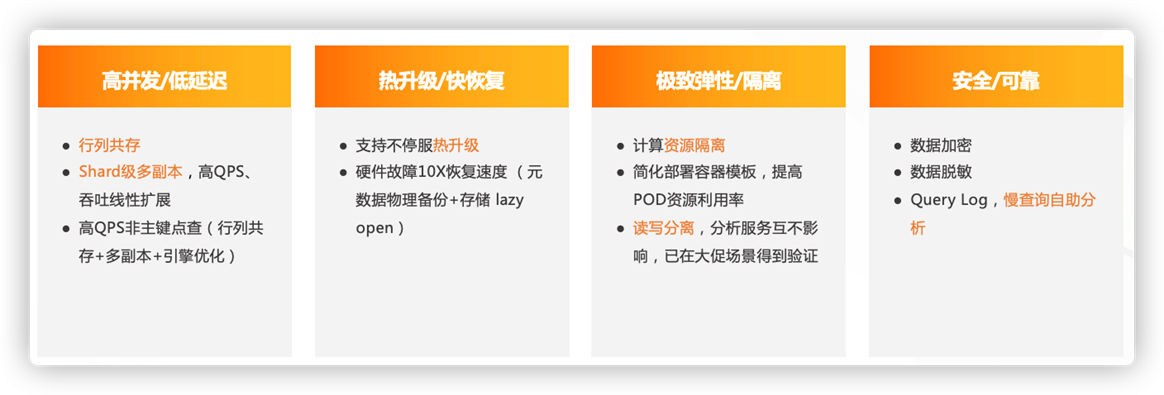 高并发/低延迟
● 行列共存
● Shard级多副本，高QPS、
吞吐线性扩展
● 高QPS非主键点查（行列共
存+多副本+引擎优化）
热升级/快恢复
● 支持不停服热升级
● 硬件故障10X恢复速度 （元
数据物理备份+存储 lazy
open）
极致弹性/隔离
● 计算资源隔离
● 简化部署容器模板，提高
POD资源利用率
● 读写分离，分析服务互不影
响，已在大促场景得到验证
安全/可靠
● 数据加密
● 数据脱敏
● Query Log，慢查询自助分
析